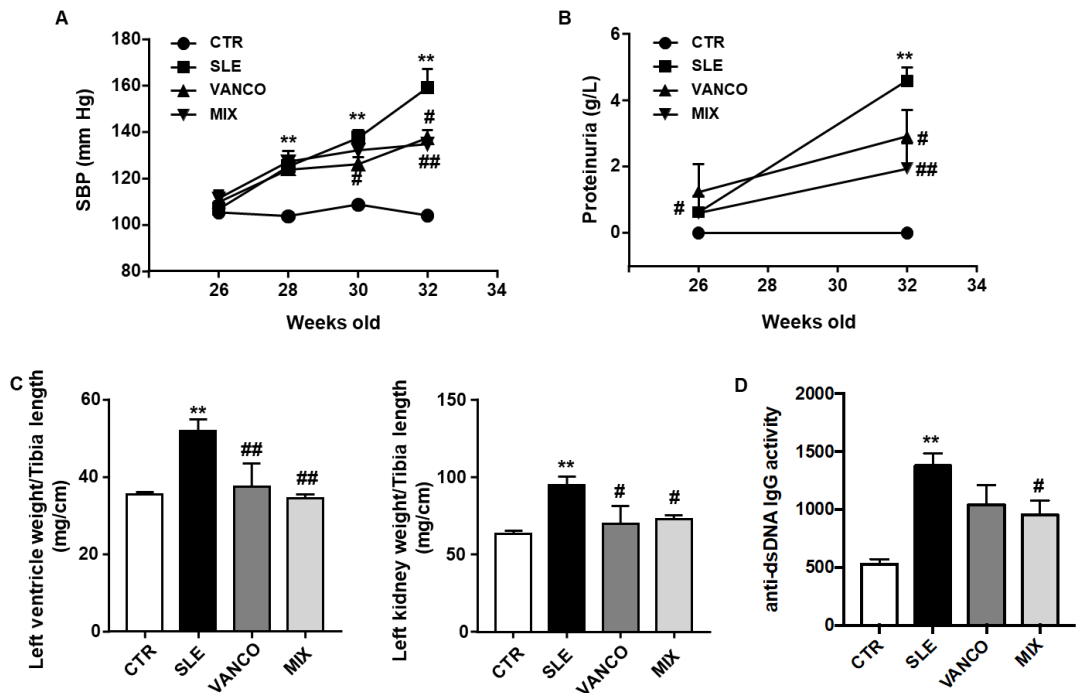 A
180
160
140
120
100
80
SBP (mm Hg)
CTR
SLE
VANCO
MIX
**
**
**
#
#
##
26
28
30
32
34
Weeks old
B
6
4
2
0
Proteinuria (g/L)
CTR
SLE
VANCO
MIX
**
#
#
##
26
28
30
32
34
Weeks old
C
Left ventricle weight/Tibia length
(mg/cm)
60
40
20
0
**
##
##
CTR
SLE
VANCO
MIX
Left kidney weight/Tibia length
(mg/cm)
150
100
50
0
**
#
#
CTR
SLE
VANCO
MIX
D
anti-dsDNA IgG activity
2000
1500
1000
500
0
**
#
CTR
SLE
VANCO
MIX